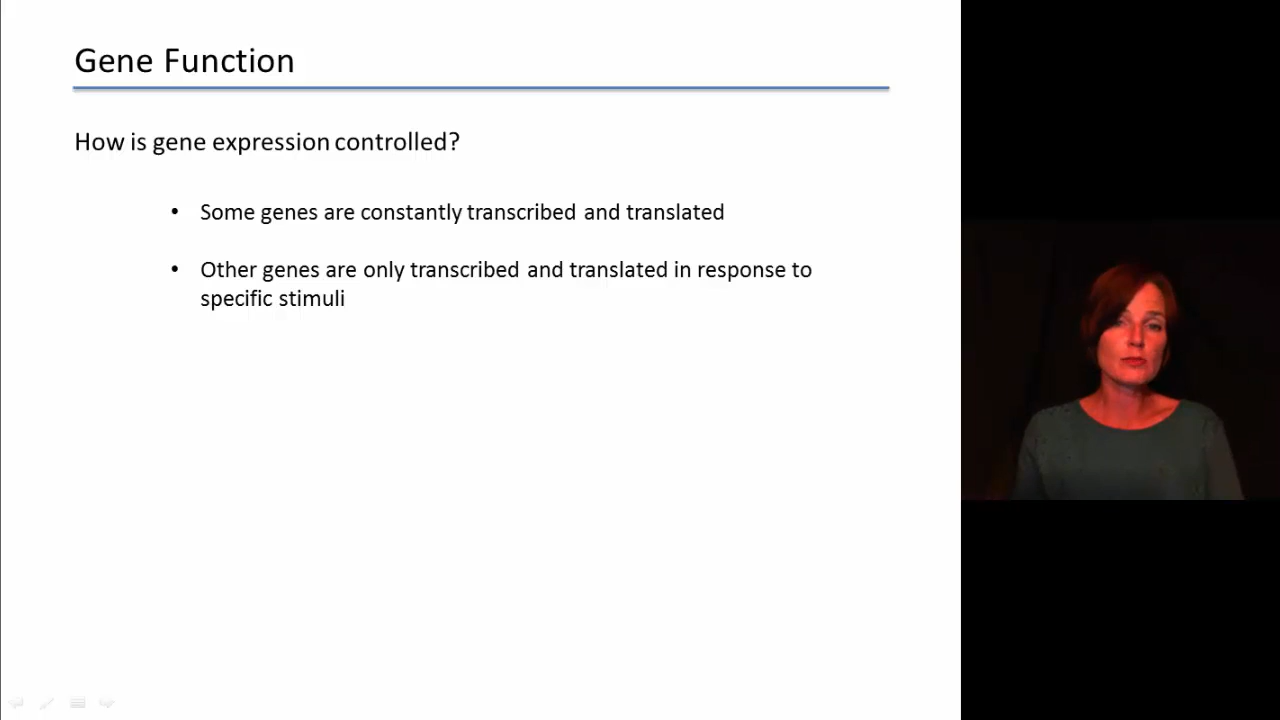 Gene Function
How is gene expression controlled?
• Some genes are constantly transcribed and translated
• Other genes are only transcribed and translated in response to
specific stimuli